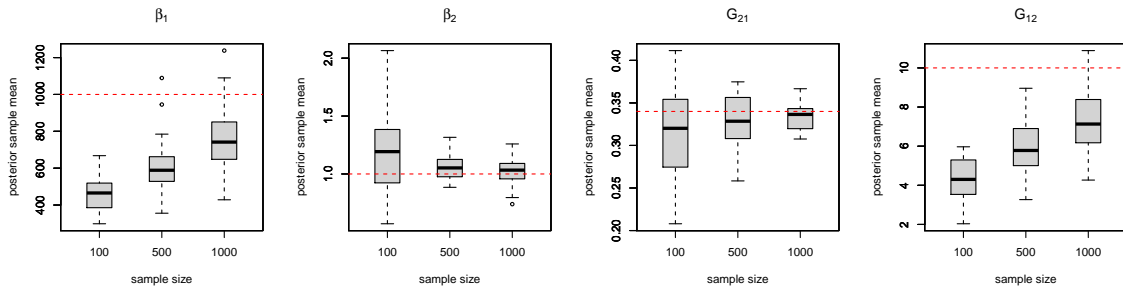 β1
posterior sample mean
400 600 800 1000 1200
100 500 1000
sample size
β2
posterior sample mean
1.0 1.5 2.0
100 500 1000
sample size
G21
posterior sample mean
0.20 0.25 0.30 0.35 0.40
100 500 1000
sample size
G12
posterior sample mean
2 4 6 8 10
100 500 1000
sample size